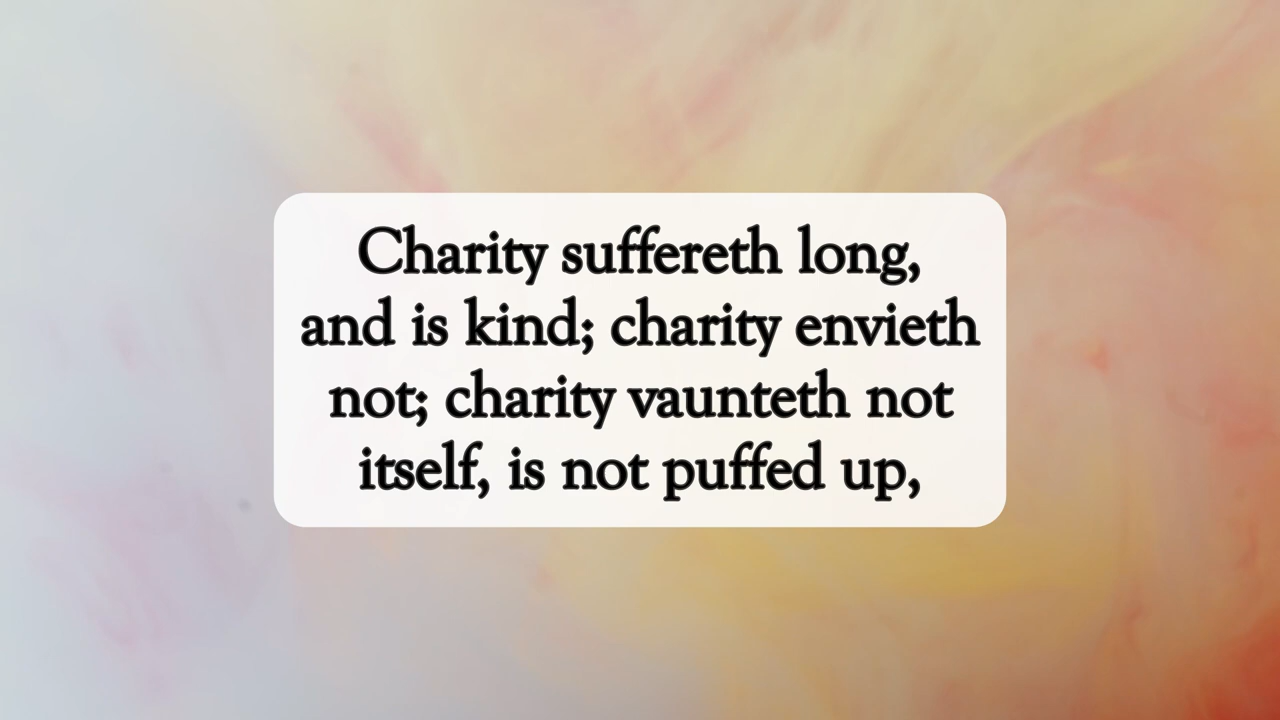 Charity suffereth long,
and is kind; charity envieth
not; charity vaunteth not
itself, is not puffed up,